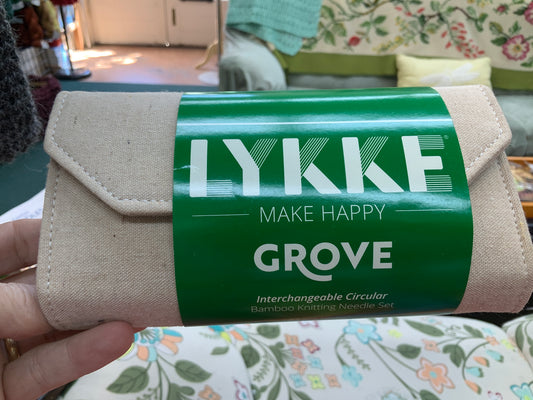 LYKKE
MAKE HAPPY
GROVE
Interchangeable Circular
Bamboo Knitting Needle Set